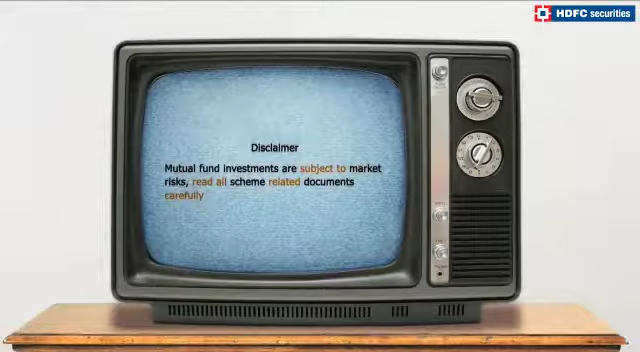 HDFC securities
Disclaimer
Mutual fund investments are subject to market
risks, read all scheme related documents
carefully